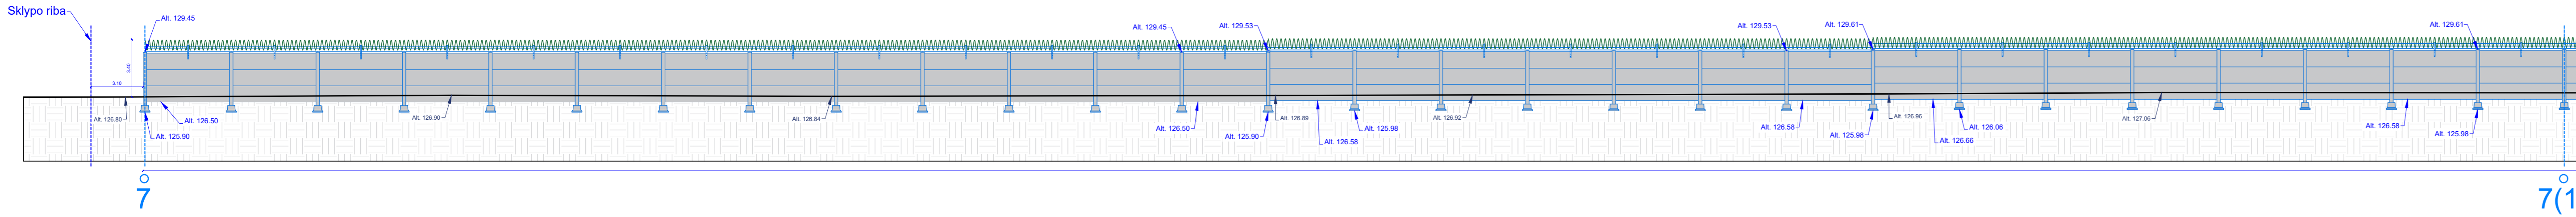 Sklypo riba
Alt. 129.45
Alt. 129.45
Alt. 129.53
Alt. 129.53
Alt. 129.61
Alt. 129.61
3.40
3.10
Alt. 126.80
Alt. 126.50
Alt. 125.90
Alt. 126.90
Alt. 126.84
Alt. 126.50
Alt. 125.90
Alt. 126.89
Alt. 126.58
Alt. 125.98
Alt. 126.92
Alt. 126.58
Alt. 125.98
Alt. 126.96
Alt. 126.66
Alt. 126.06
Alt. 127.06
Alt. 126.58
Alt. 125.98
7
7(1